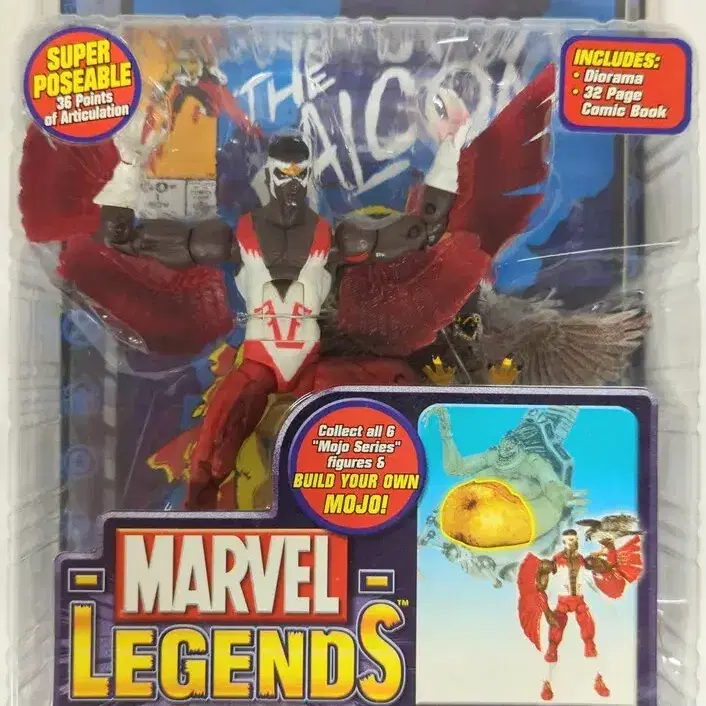 SUPER
POSEABLE
36 Points
of Articulation
INCLUDES:
• Diorama
• 32 Page
Comic Book
THE
Collect all 6
"Mojo Series"
figures &
BUILD YOUR OWN
MOJO!
MARVEL
LEGENDS™